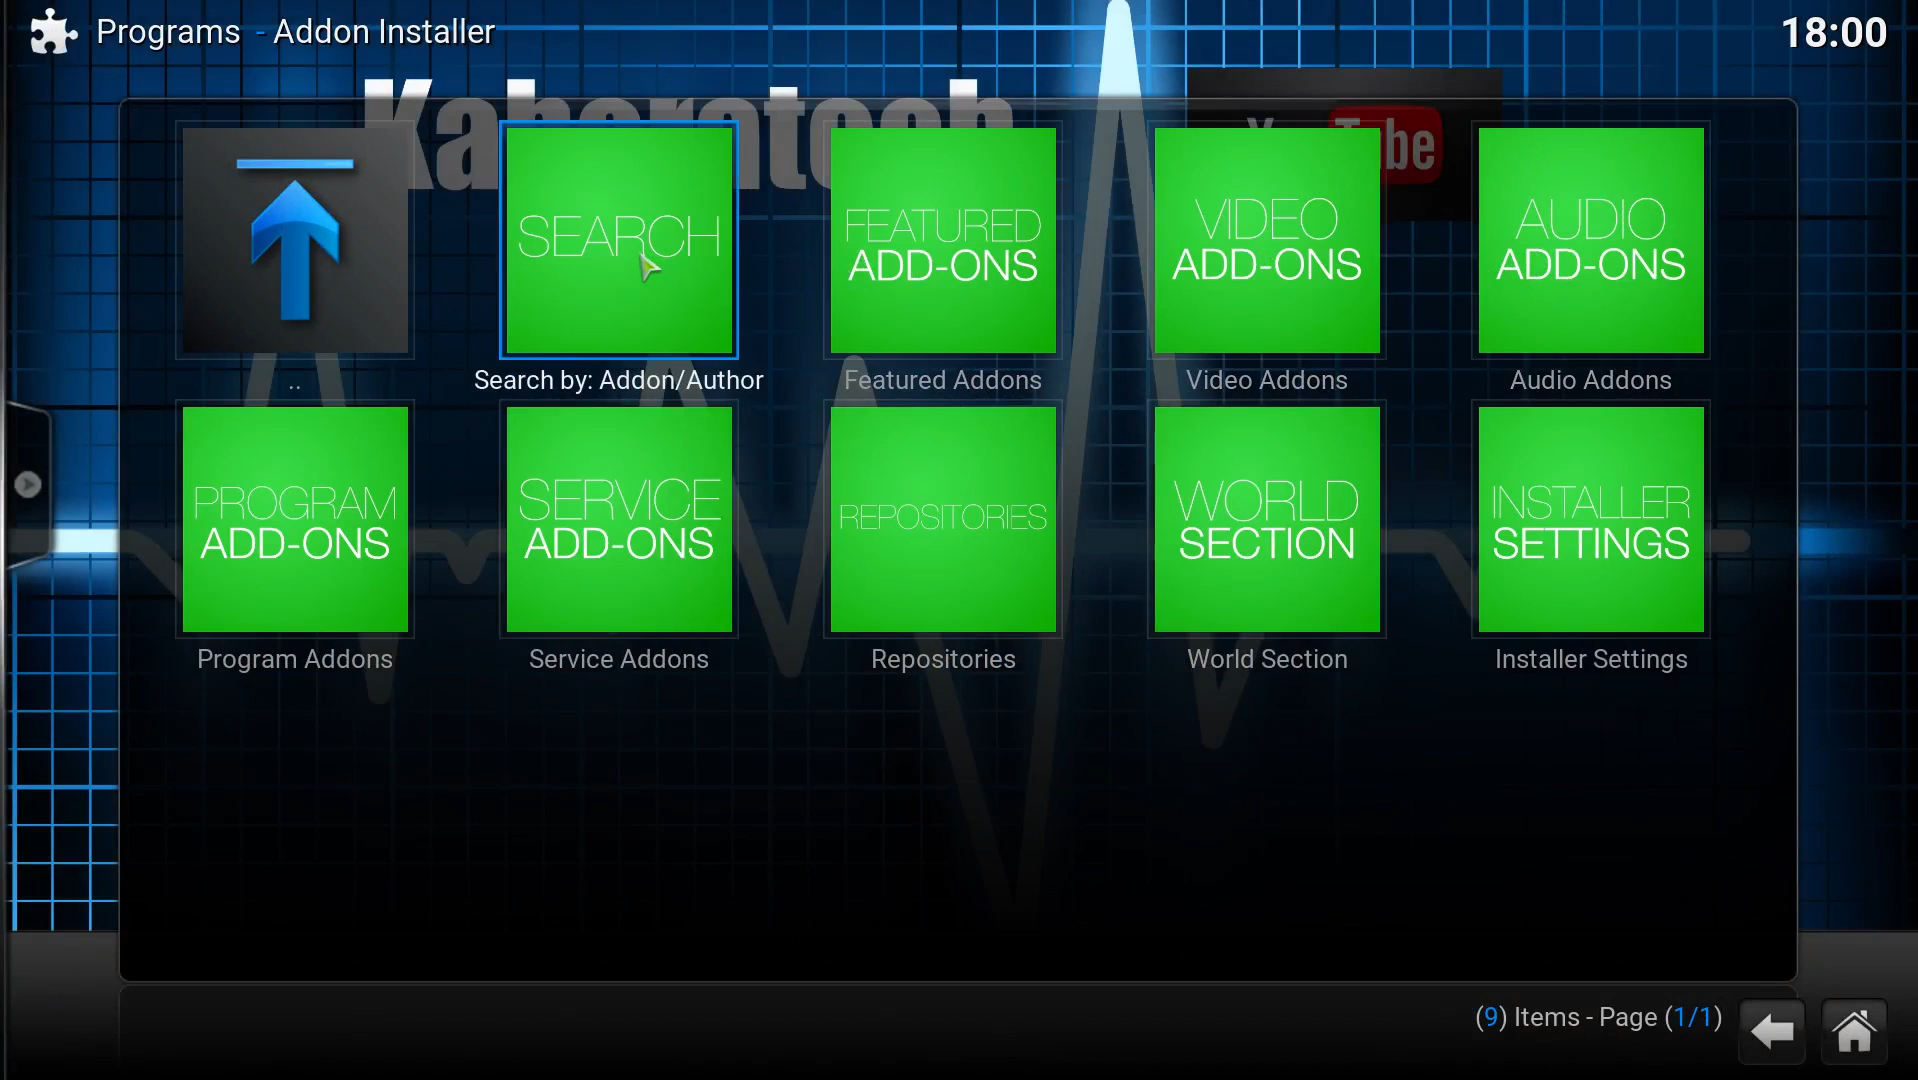 Programs - Addon Installer
18:00
SEARCH
FEATURED
ADD-ONS
VIDEO
ADD-ONS
AUDIO
ADD-ONS
..
Search by: Addon/Author
Featured Addons
Video Addons
Audio Addons
PROGRAM
ADD-ONS
SERVICE
ADD-ONS
REPOSITORIES
WORLD
SECTION
INSTALLER
SETTINGS
Program Addons
Service Addons
Repositories
World Section
Installer Settings
(9) Items - Page (1/1)